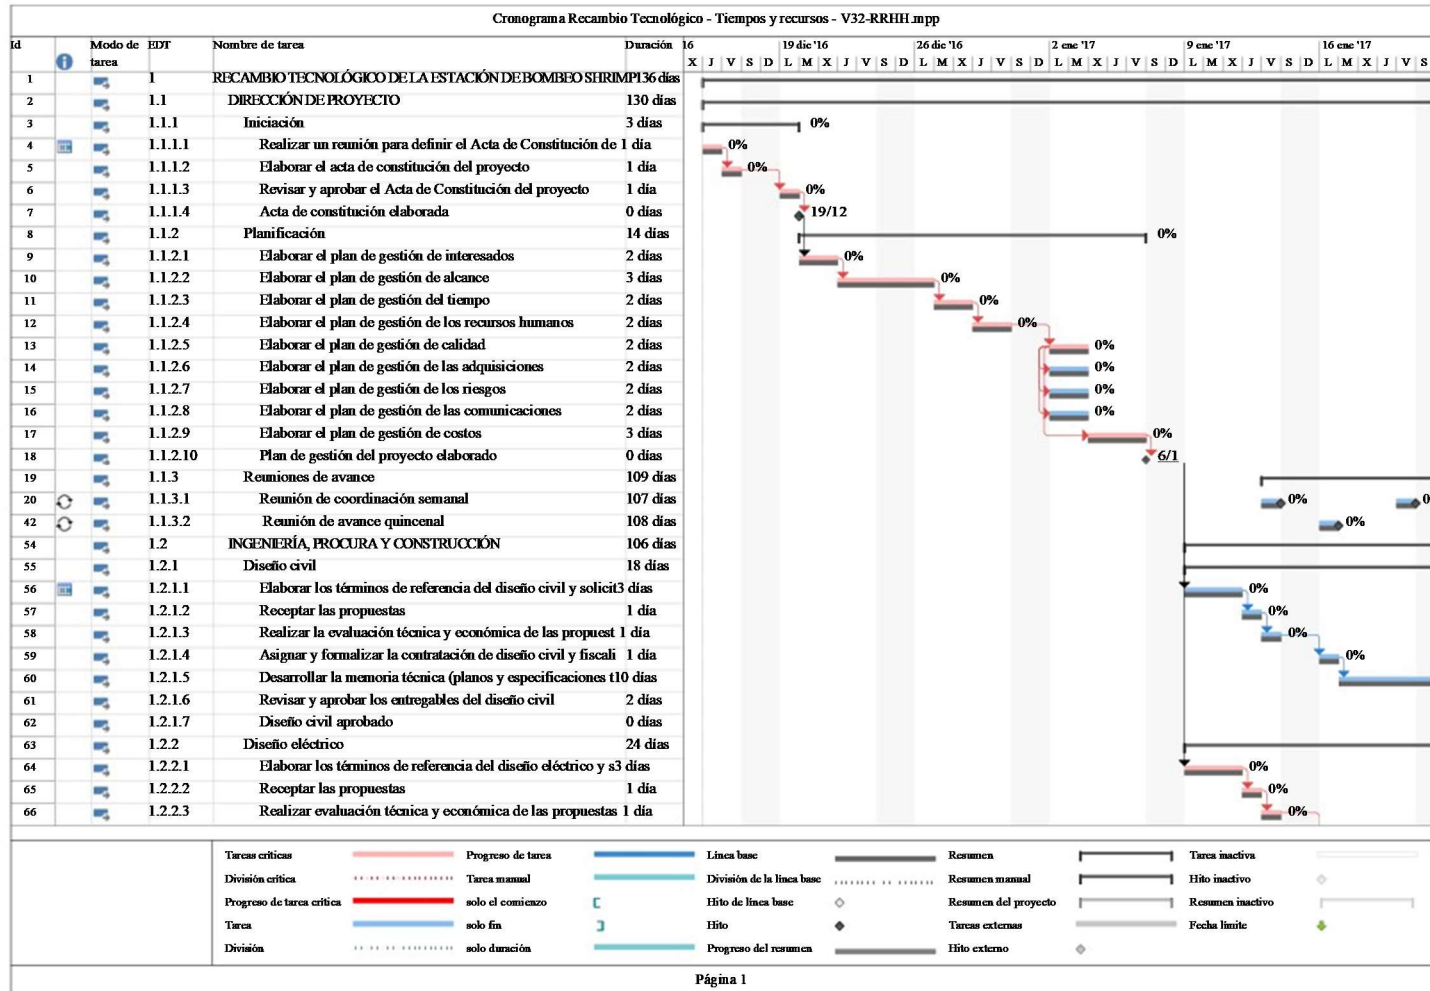 Cronograma Recambio Tecnológico - Tiempos y recursos - V32-RRHH.mpp
Id Modo de tarea EDT Nombre de tarea Duración 16 19 dic '16 26 dic '16 2 ene '17 9 ene '17 16 ene '17
X J V S D L M X J V S D L M X J V S D L M X J V S D L M X J V S D L M X J V S
1 1 RECAMBIO TECNOLÓGICO DE LA ESTACIÓN DE BOMBEO SHRIMP 136 días
2 1.1 DIRECCIÓN DE PROYECTO 130 días
3 1.1.1 Iniciación 3 días 0%
4 1.1.1.1 Realizar un reunión para definir el Acta de Constitución de 1 día 0%
5 1.1.1.2 Elaborar el acta de constitución del proyecto 1 día 0%
6 1.1.1.3 Revisar y aprobar el Acta de Constitución del proyecto 1 día 0%
7 1.1.1.4 Acta de constitución elaborada 0 días 19/12
8 1.1.2 Planificación 14 días 0%
9 1.1.2.1 Elaborar el plan de gestión de interesados 2 días 0%
10 1.1.2.2 Elaborar el plan de gestión de alcance 3 días 0%
11 1.1.2.3 Elaborar el plan de gestión del tiempo 2 días 0%
12 1.1.2.4 Elaborar el plan de gestión de los recursos humanos 2 días 0%
13 1.1.2.5 Elaborar el plan de gestión de calidad 2 días 0%
14 1.1.2.6 Elaborar el plan de gestión de las adquisiciones 2 días 0%
15 1.1.2.7 Elaborar el plan de gestión de los riesgos 2 días 0%
16 1.1.2.8 Elaborar el plan de gestión de las comunicaciones 2 días 0%
17 1.1.2.9 Elaborar el plan de gestión de costos 3 días 0%
18 1.1.2.10 Plan de gestión del proyecto elaborado 0 días 6/1
19 1.1.3 Reuniones de avance 109 días
20 1.1.3.1 Reunión de coordinación semanal 107 días 0% 0
42 1.1.3.2 Reunión de avance quincenal 108 días 0%
54 1.2 INGENIERÍA, PROCURA Y CONSTRUCCIÓN 106 días
55 1.2.1 Diseño civil 18 días
56 1.2.1.1 Elaborar los términos de referencia del diseño civil y solicit 3 días 0%
57 1.2.1.2 Receptar las propuestas 1 día 0%
58 1.2.1.3 Realizar la evaluación técnica y económica de las propuest 1 día 0%
59 1.2.1.4 Asignar y formalizar la contratación de diseño civil y fiscali 1 día 0%
60 1.2.1.5 Desarrollar la memoria técnica (planos y especificaciones t 10 días
61 1.2.1.6 Revisar y aprobar los entregables del diseño civil 2 días
62 1.2.1.7 Diseño civil aprobado 0 días
63 1.2.2 Diseño eléctrico 24 días
64 1.2.2.1 Elaborar los términos de referencia del diseño eléctrico y s 3 días 0%
65 1.2.2.2 Receptar las propuestas 1 día 0%
66 1.2.2.3 Realizar evaluación técnica y económica de las propuestas 1 día 0%
Tareas críticas Progreso de tarea Línea base Resumen Tarea inactiva
División crítica Tarea manual División de la línea base Resumen manual Hito inactivo
Progreso de tarea crítica solo el comienzo Hito de línea base Resumen del proyecto Resumen inactivo
Tarea solo fin Hito Tareas externas Fecha límite
División solo duración Progreso del resumen Hito externo
Página 1